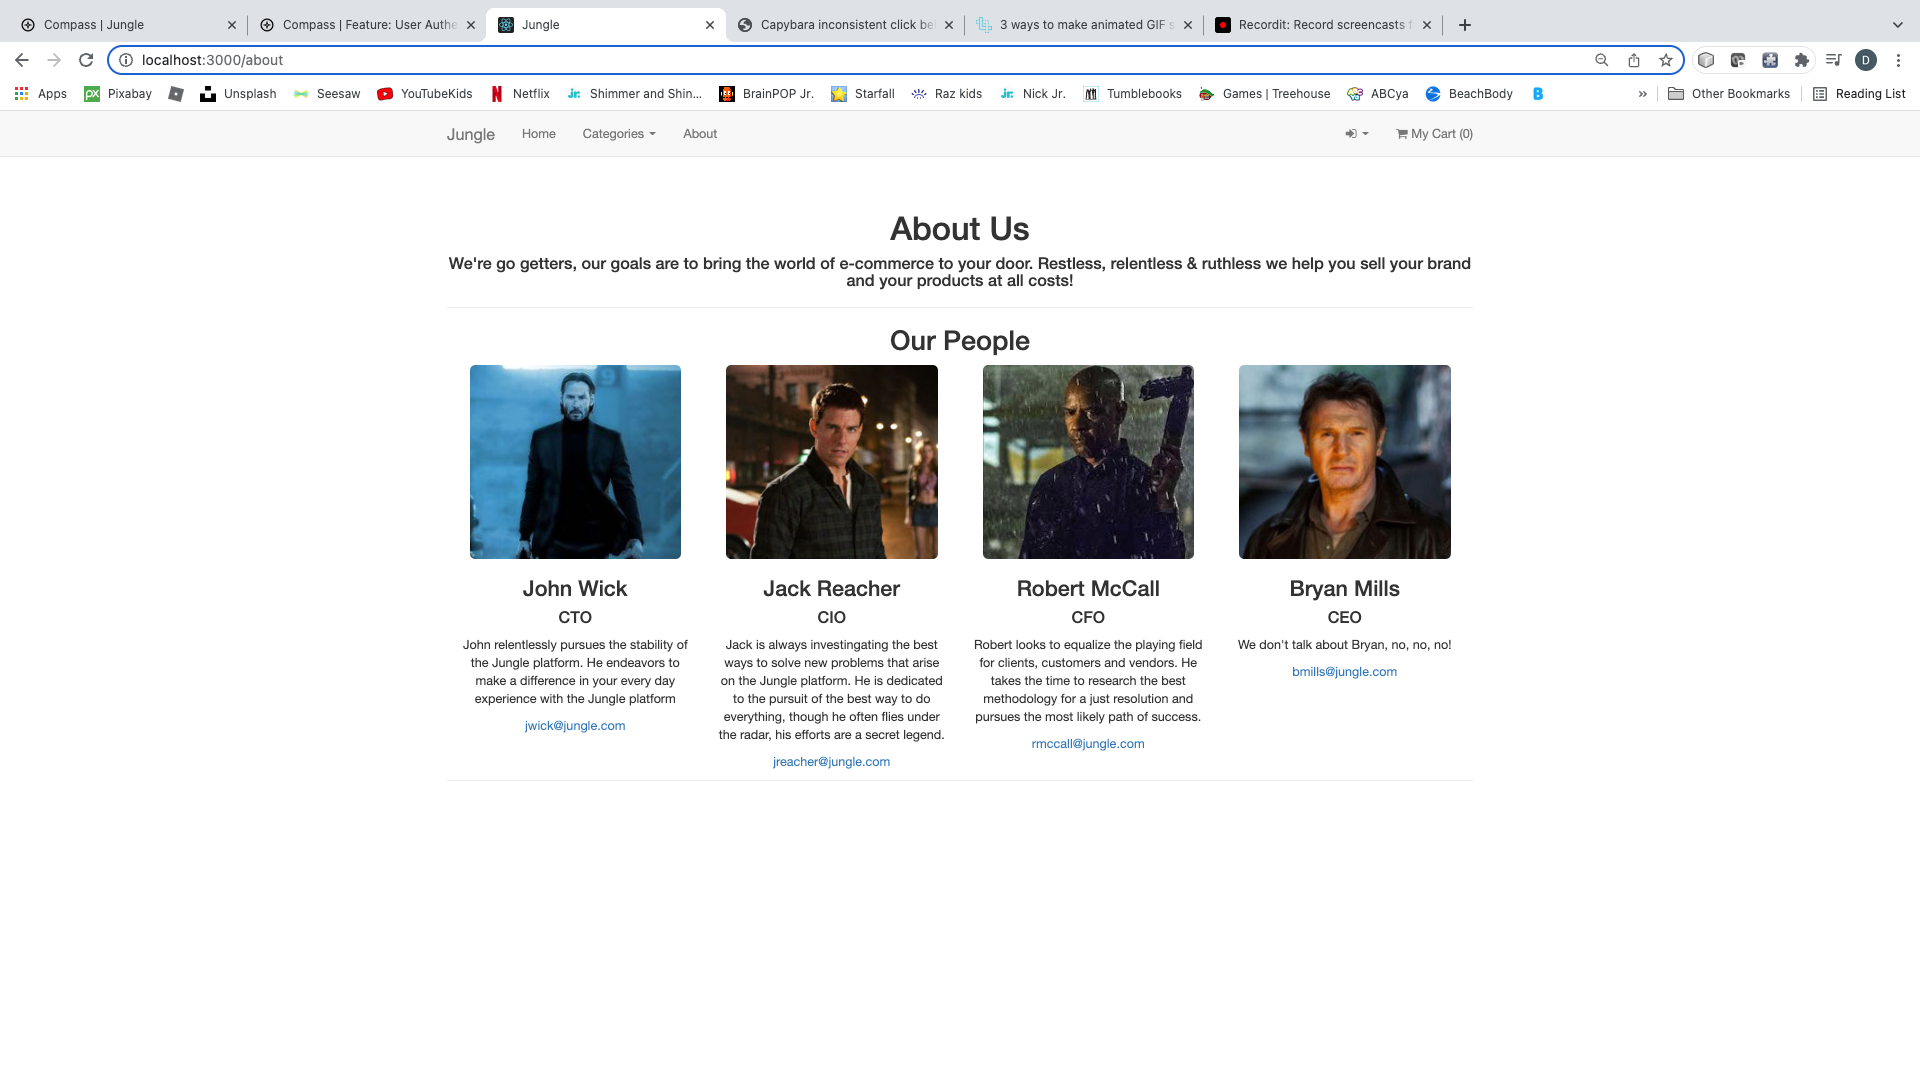 Compass | Jungle
Compass | Feature: User Authe
Jungle
Capybara inconsistent click be
3 ways to make animated GIF s
Recordit: Record screencasts f
localhost:3000/about
D
Apps
px Pixabay
Unsplash
Seesaw
YouTubeKids
N Netflix
Jr. Shimmer and Shin...
BrainPOP Jr.
Starfall
Raz kids
Jr. Nick Jr.
Tumblebooks
Games | Treehouse
ABCya
BeachBody
B
»
Other Bookmarks
Reading List
Jungle
Home
Categories
About
My Cart (0)
About Us
We're go getters, our goals are to bring the world of e-commerce to your door. Restless, relentless & ruthless we help you sell your brand
and your products at all costs!
Our People
9
John Wick
CTO
John relentlessly pursues the stability of
the Jungle platform. He endeavors to
make a difference in your every day
experience with the Jungle platform
jwick@jungle.com
Jack Reacher
CIO
Jack is always investingating the best
ways to solve new problems that arise
on the Jungle platform. He is dedicated
to the pursuit of the best way to do
everything, though he often flies under
the radar, his efforts are a secret legend.
jreacher@jungle.com
Robert McCall
CFO
Robert looks to equalize the playing field
for clients, customers and vendors. He
takes the time to research the best
methodology for a just resolution and
pursues the most likely path of success.
rmccall@jungle.com
Bryan Mills
CEO
We don't talk about Bryan, no, no, no!
bmills@jungle.com